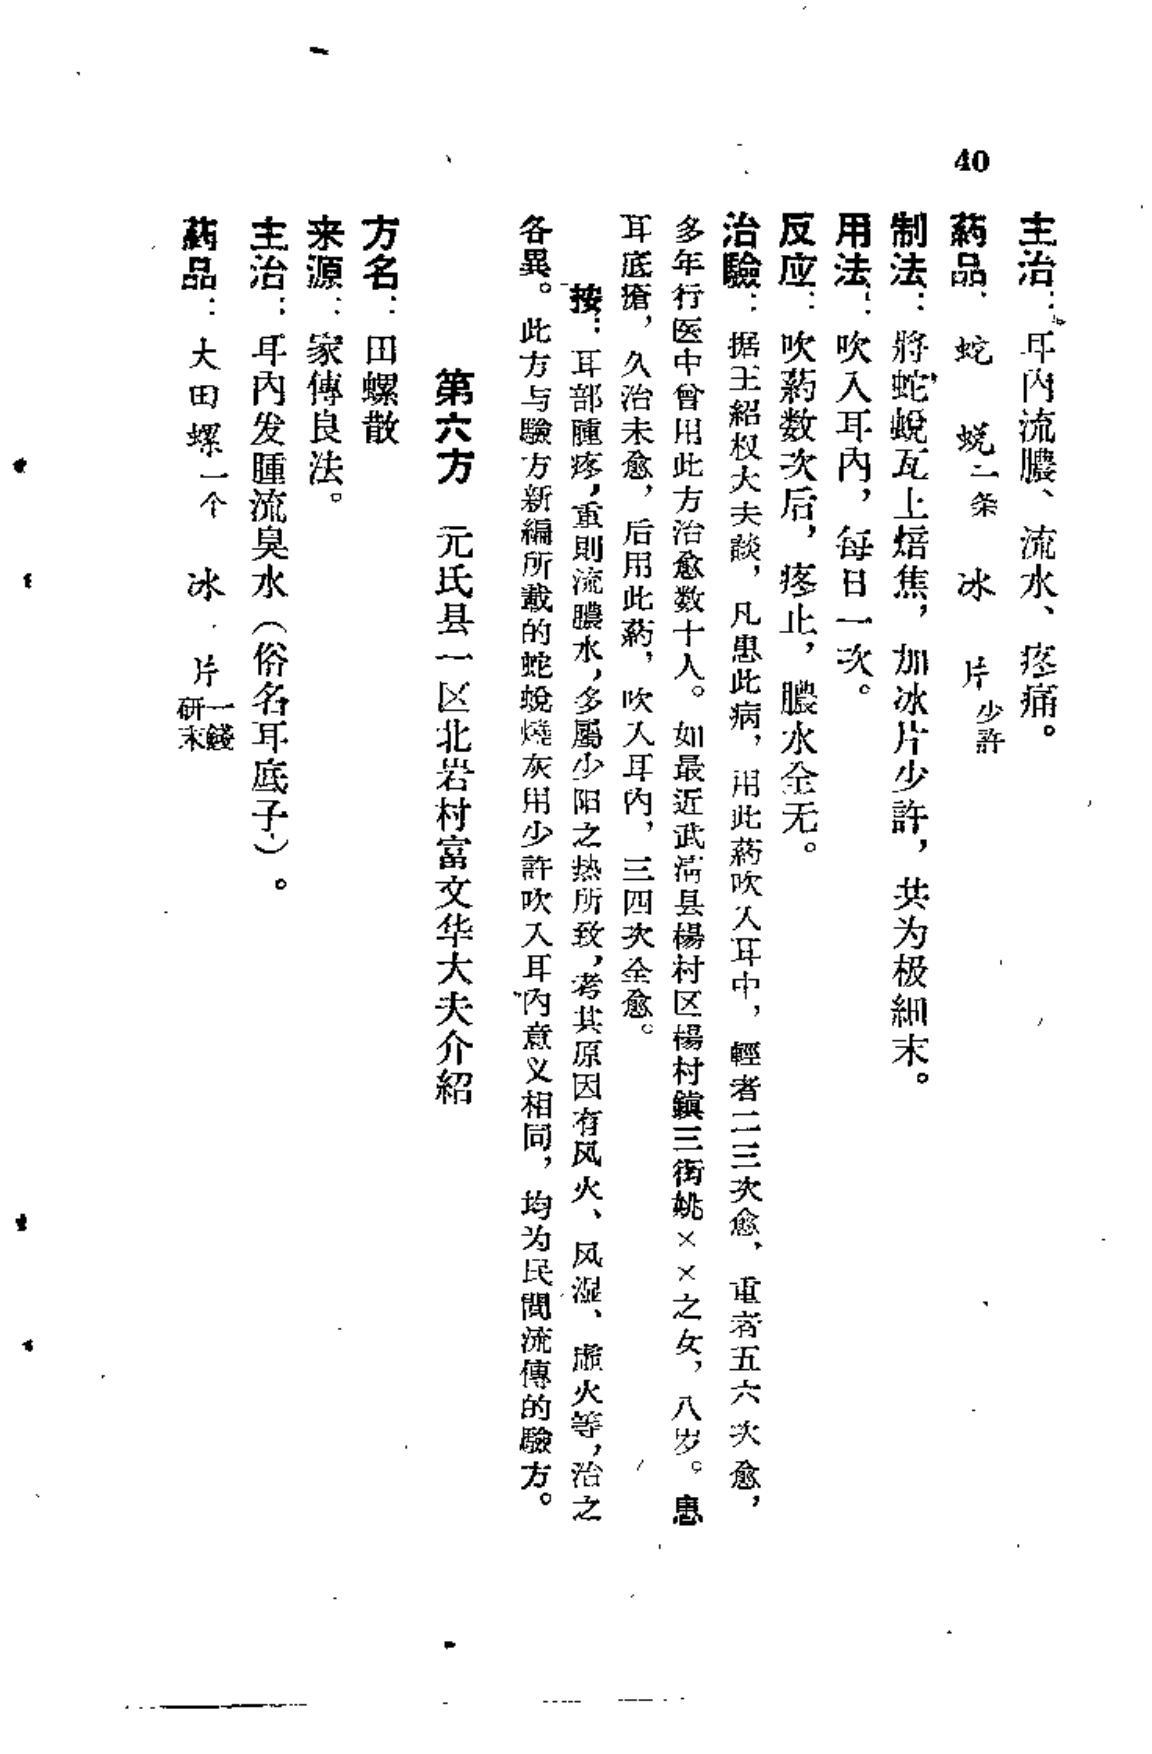 40
主治：耳内流膿、流水、疼痛。
葯品、蛇 蜕一条 冰 片少許
制法：將蛇蜕瓦上焙焦，加冰片少許，共为极細末。
用法：吹入耳内，每日一次。
反应：吹葯数次后，疼止，膿水全无。
治驗：据王紹权大夫談，凡患此病，用此葯吹入耳中，輕者二三次愈、重者五六次愈，
多年行医中曾用此方治愈数十人。如最近武清县楊村区楊村鎮三街姚××之女，八岁。患
耳底瘡，久治未愈，后用此葯，吹入耳内，三四次全愈。
按：耳部腫疼，重則流膿水，多屬少阳之热所致，考其原因有风火、风湿、虛火等，治之
各異。此方与驗方新編所載的蛇蜕燒灰用少許吹入耳内意义相同，均为民間流傳的驗方。
第六方 元氏县一区北岩村富文华大夫介紹
方名：田螺散
来源：家傳良法。
主治：耳内发腫流臭水（俗名耳底子）。
葯品：大田螺一个 冰 片一錢研末